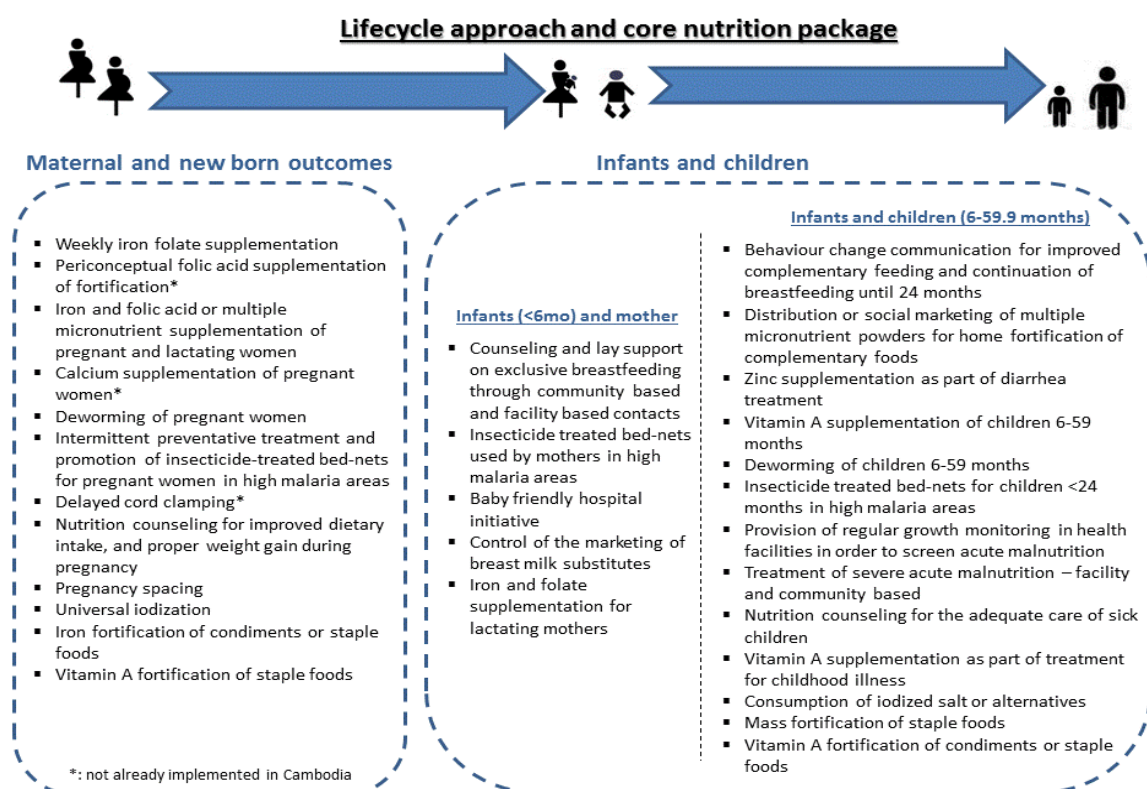 Lifecycle approach and core nutrition package
Maternal and new born outcomes
▪ Weekly iron folate supplementation
▪ Periconceptual folic acid supplementation
of fortification*
▪ Iron and folic acid or multiple
micronutrient supplementation of
pregnant and lactating women
▪ Calcium supplementation of pregnant
women*
▪ Deworming of pregnant women
▪ Intermittent preventative treatment and
promotion of insecticide-treated bed-nets
for pregnant women in high malaria areas
▪ Delayed cord clamping*
▪ Nutrition counseling for improved dietary
intake, and proper weight gain during
pregnancy
▪ Pregnancy spacing
▪ Universal iodization
▪ Iron fortification of condiments or staple
foods
▪ Vitamin A fortification of staple foods
*: not already implemented in Cambodia
Infants and children
Infants (<6mo) and mother
▪ Counseling and lay support
on exclusive breastfeeding
through community based
and facility based contacts
▪ Insecticide treated bed-nets
used by mothers in high
malaria areas
▪ Baby friendly hospital
initiative
▪ Control of the marketing of
breast milk substitutes
▪ Iron and folate
supplementation for
lactating mothers
Infants and children (6-59.9 months)
▪ Behaviour change communication for improved
complementary feeding and continuation of
breastfeeding until 24 months
▪ Distribution or social marketing of multiple
micronutrient powders for home fortification of
complementary foods
▪ Zinc supplementation as part of diarrhea
treatment
▪ Vitamin A supplementation of children 6-59
months
▪ Deworming of children 6-59 months
▪ Insecticide treated bed-nets for children <24
months in high malaria areas
▪ Provision of regular growth monitoring in health
facilities in order to screen acute malnutrition
▪ Treatment of severe acute malnutrition – facility
and community based
▪ Nutrition counseling for the adequate care of sick
children
▪ Vitamin A supplementation as part of treatment
for childhood illness
▪ Consumption of iodized salt or alternatives
▪ Mass fortification of staple foods
▪ Vitamin A fortification of condiments or staple
foods